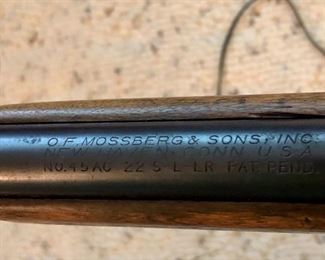 O.F. MOSSBERG & SONS, INC.
NEW HAVEN CONN. U.S.A.
NO. 45AC 22 S L LR PAT. PEND.